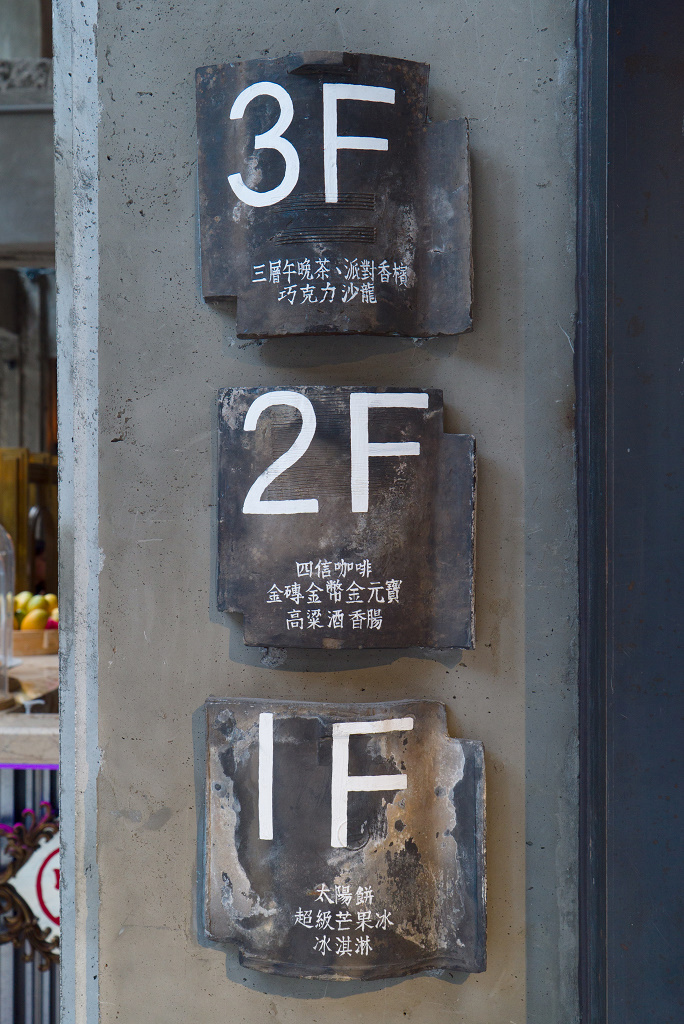 3F
三層午晚茶、派對香檳
巧克力沙龍
2F
四信咖啡
金磚金幣金元寶
高粱酒香腸
1F
太陽餅
超級芒果冰
冰淇淋